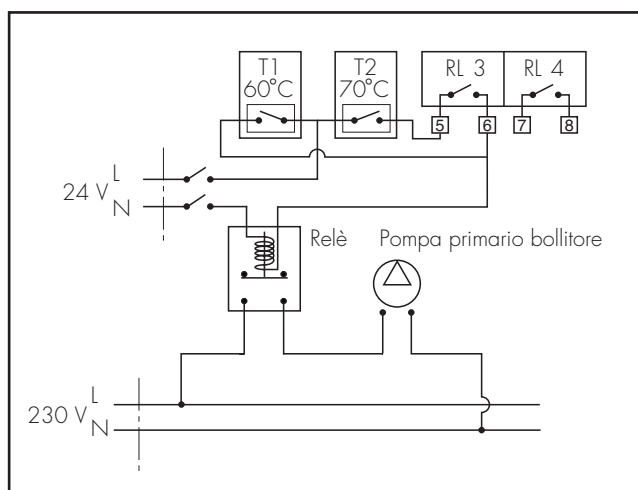 T1
60°C
T2
70°C
RL 3
RL 4
5
6
7
8
24 V
L
N
Relè
Pompa primario bollitore
230 V
L
N